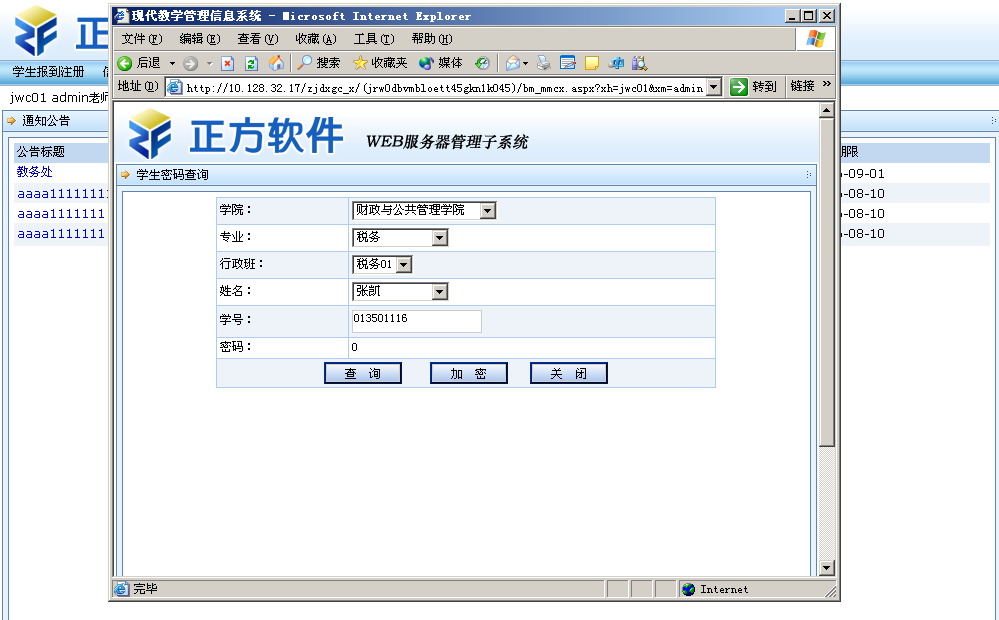 现代教学管理信息系统 - Microsoft Internet Explorer
文件(F) 编辑(E) 查看(V) 收藏(A) 工具(T) 帮助(H)
后退 搜索 收藏夹 媒体
地址(D) http://10.128.32.17/zjdxgc_x/(jrw0dbvmbloett45gkn1k045)/bm_mmcx.aspx?xh=jwc01&xm=admin 转到 链接 »
正
学生报到注册
jwc01 admin老师
通知公告
公告标题
教务处
aaaa1111111
aaaa1111111
aaaa1111111
期限
-09-01
-08-10
-08-10
-08-10
ZF 正方软件 WEB服务器管理子系统
学生密码查询
学院： 财政与公共管理学院
专业： 税务
行政班： 税务01
姓名： 张凯
学号： 013501116
密码： 0
查 询 加 密 关 闭
完毕 Internet